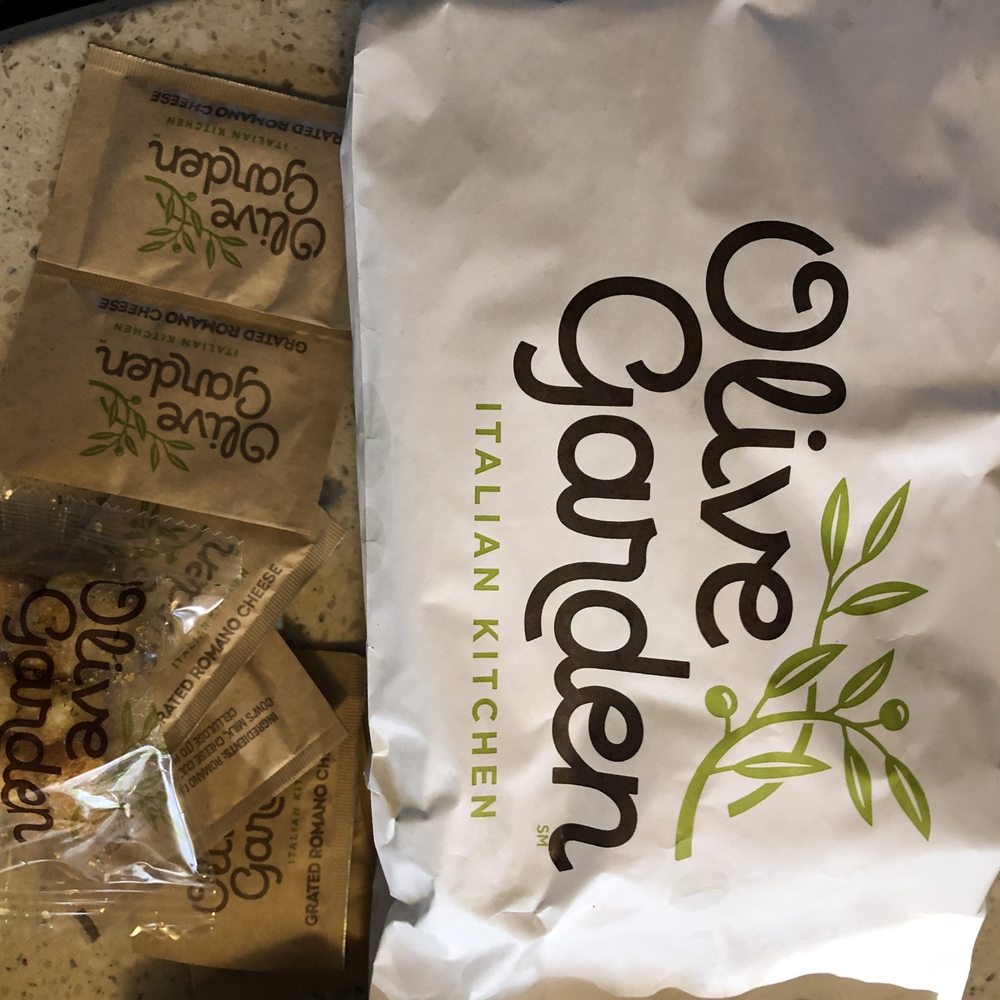 Olive
Garden
ITALIAN KITCHEN
SM
Olive
Garden
ITALIAN KITCHEN
GRATED ROMANO CHEESE
Olive
Garden
ITALIAN KITCHEN
GRATED ROMANO CHEESE
GRATED ROMANO CHEESE
Olive
Garden
INGREDIENTS: ROMANO
COW'S MILK, CHEESE
CELLULOSE
ITALIAN
GRATED ROMANO